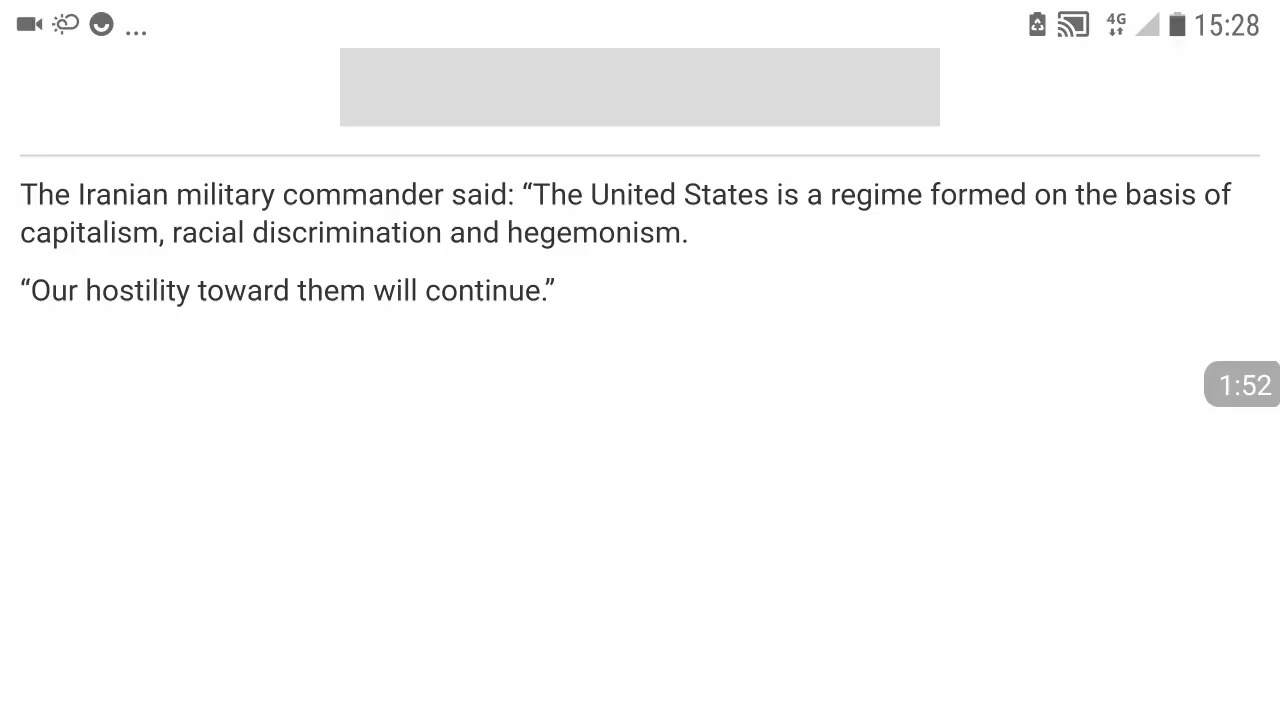 ... 4G 15:28
The Iranian military commander said: “The United States is a regime formed on the basis of
capitalism, racial discrimination and hegemonism.
“Our hostility toward them will continue.”
1:52